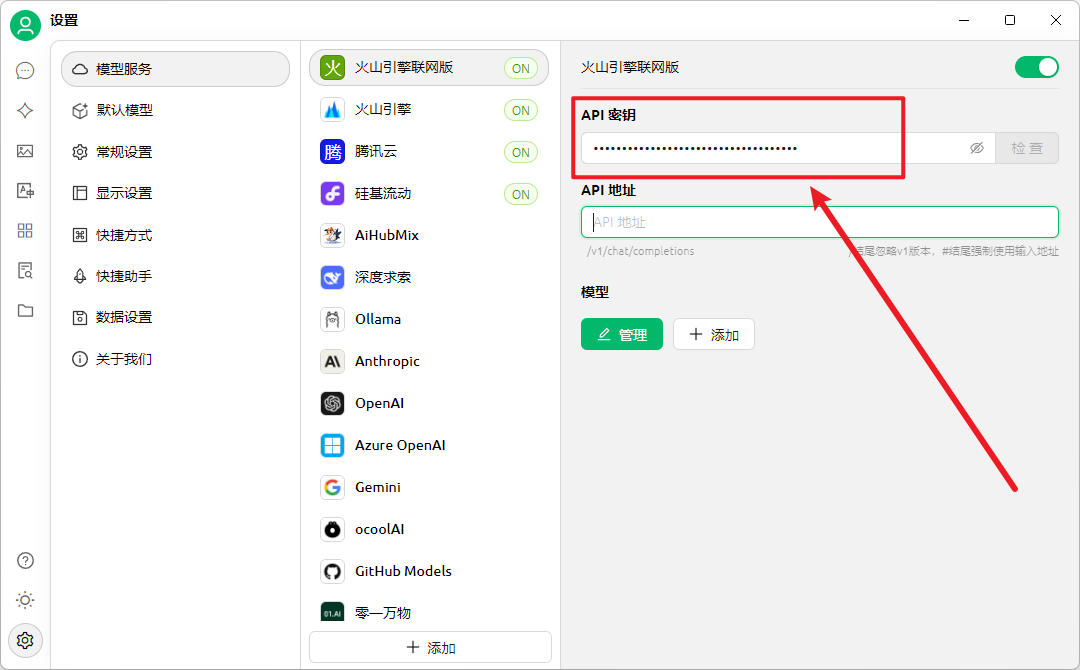 设置
模型服务
默认模型
常规设置
显示设置
快捷方式
快捷助手
数据设置
关于我们
火 火山引擎联网版 ON
火山引擎 ON
腾 腾讯云 ON
硅基流动 ON
AiHubMix
深度求索
Ollama
Anthropic
OpenAI
Azure OpenAI
Gemini
ocoolAI
GitHub Models
01.AI 零一万物
添加
火山引擎联网版
API 密钥
••••••••••••••••••••••••••••••••••••
检查
API 地址
API 地址
/v1/chat/completions
/结尾忽略v1版本，#结尾强制使用输入地址
模型
管理
添加